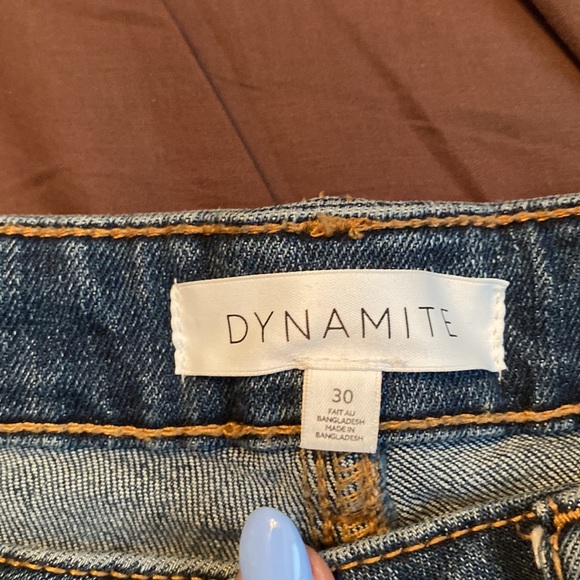 DYNAMITE
30
FAIT AU
BANGLADESH
MADE IN
BANGLADESH